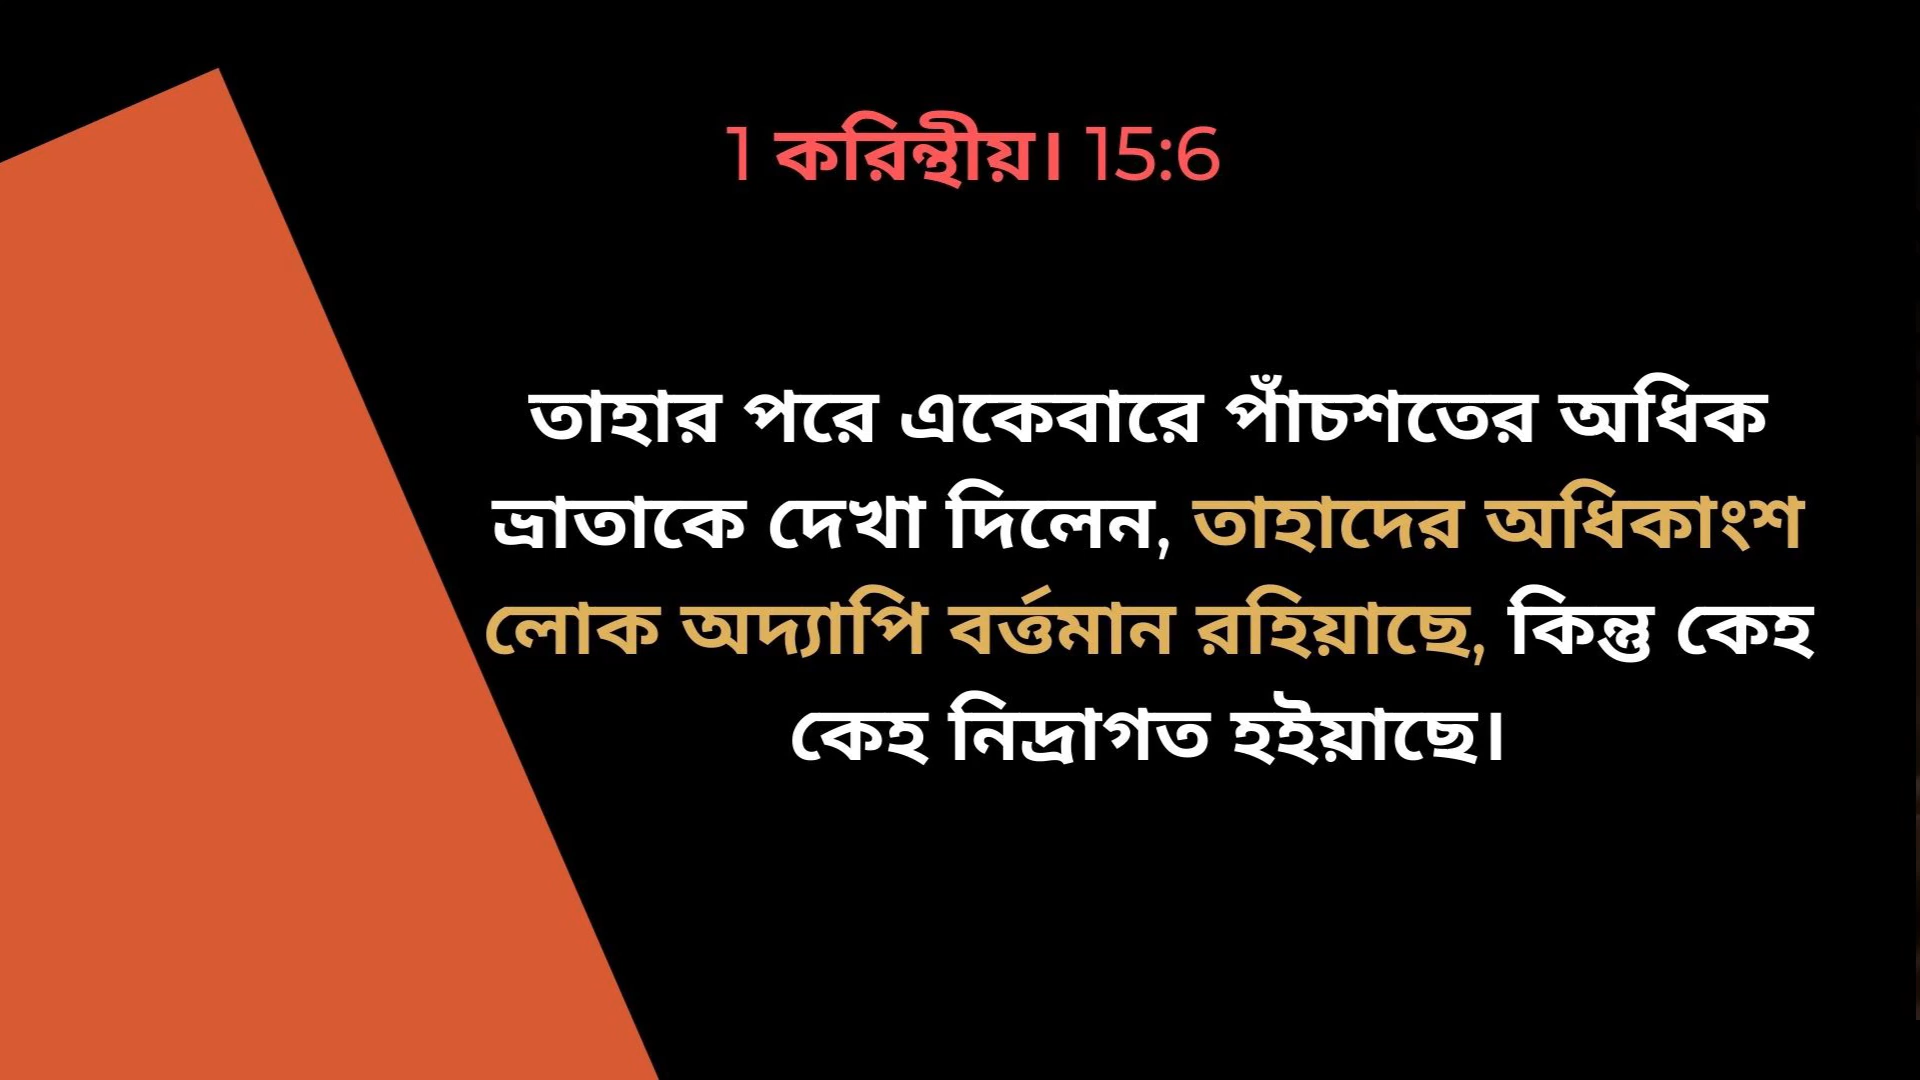 1 করিন্থীয়। 15:6
তাহার পরে একেবারে পাঁচশতের অধিক
ভ্রাতাকে দেখা দিলেন, তাহাদের অধিকাংশ
লোক অদ্যাপি বর্ত্তমান রহিয়াছে, কিন্তু কেহ
কেহ নিদ্রাগত হইয়াছে।